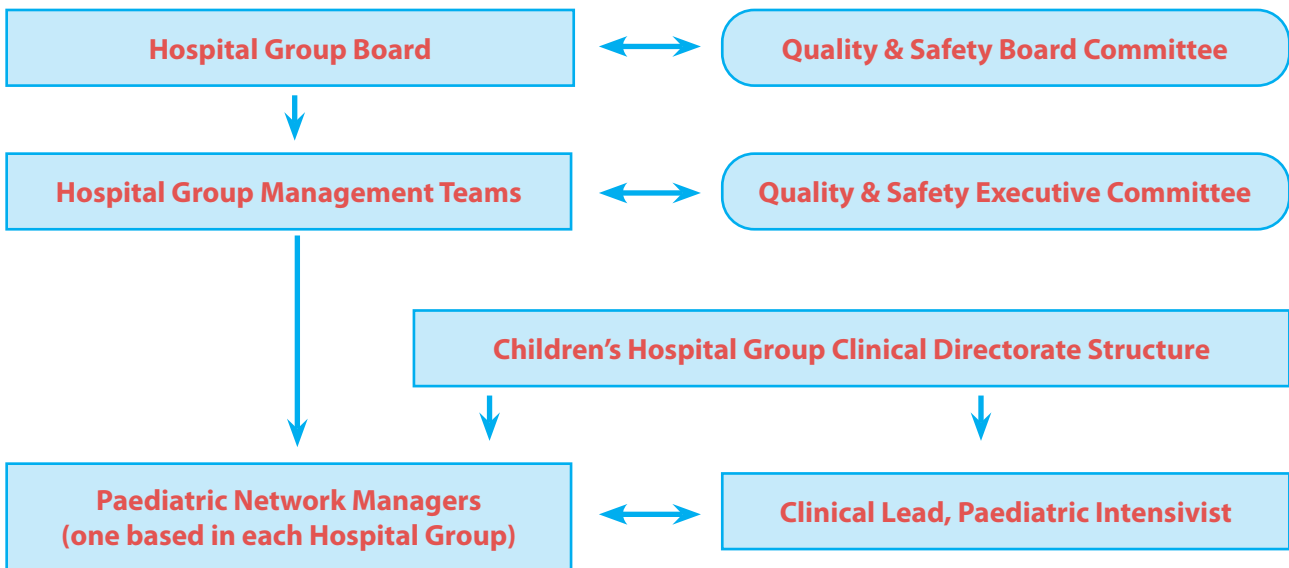 Hospital Group Board
Quality & Safety Board Committee
Hospital Group Management Teams
Quality & Safety Executive Committee
Children’s Hospital Group Clinical Directorate Structure
Paediatric Network Managers
(one based in each Hospital Group)
Clinical Lead, Paediatric Intensivist